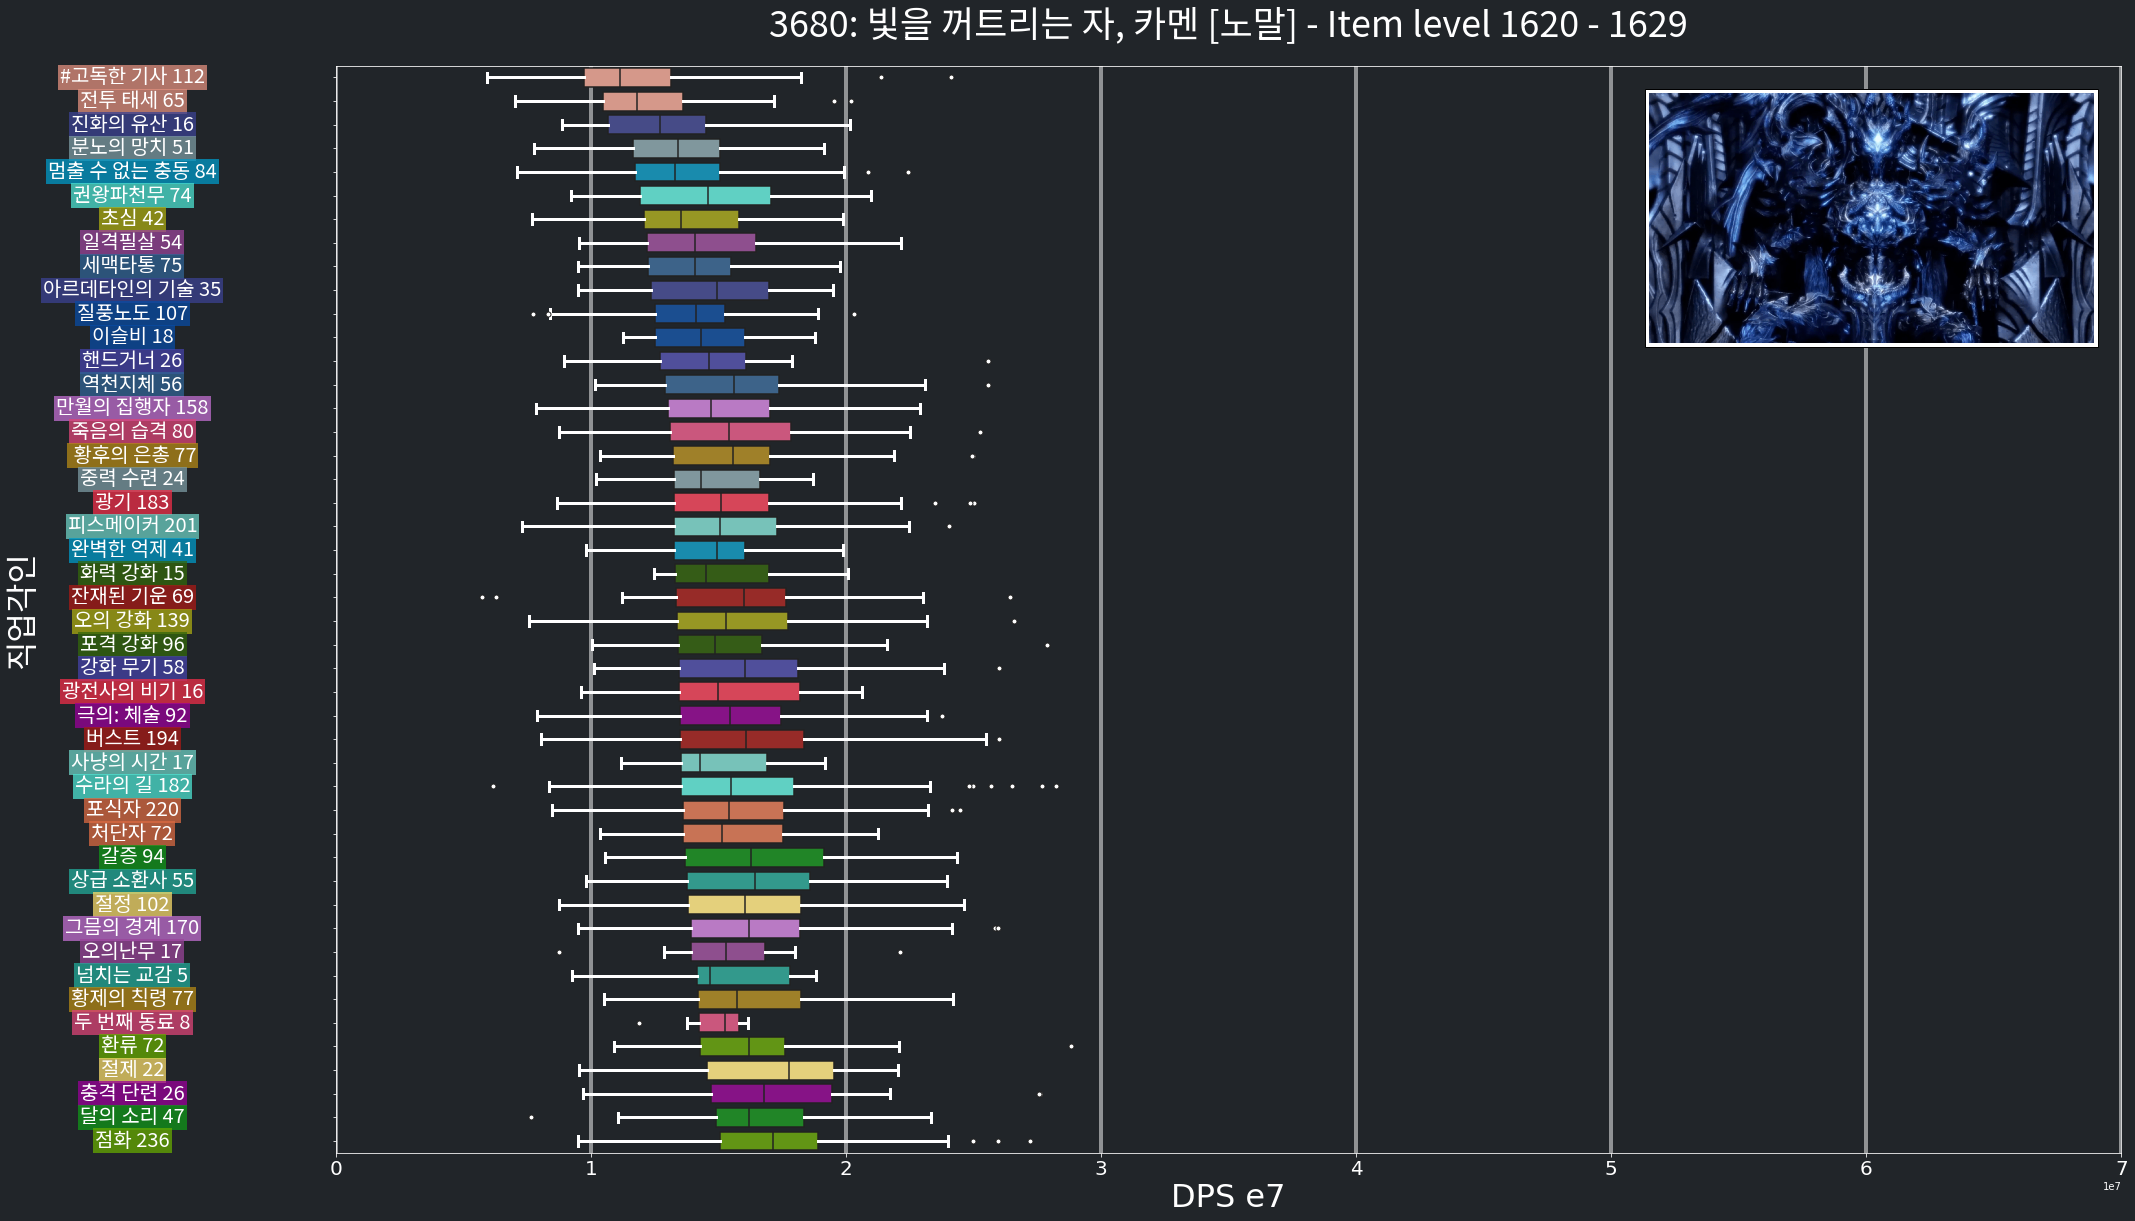 3680: 빛을 꺼트리는 자, 카멘 [노말] - Item level 1620 - 1629
직업각인
#고독한 기사 112
전투 태세 65
진화의 유산 16
분노의 망치 51
멈출 수 없는 충동 84
권왕파천무 74
초심 42
일격필살 54
세맥타통 75
아르데타인의 기술 35
질풍노도 107
이슬비 18
핸드거너 26
역천지체 56
만월의 집행자 158
죽음의 습격 80
황후의 은총 77
중력 수련 24
광기 183
피스메이커 201
완벽한 억제 41
화력 강화 15
잔재된 기운 69
오의 강화 139
포격 강화 96
강화 무기 58
광전사의 비기 16
극의: 체술 92
버스트 194
사냥의 시간 17
수라의 길 182
포식자 220
처단자 72
갈증 94
상급 소환사 55
절정 102
그믐의 경계 170
오의난무 17
넘치는 교감 5
황제의 칙령 77
두 번째 동료 8
환류 72
절제 22
충격 단련 26
달의 소리 47
점화 236
0 1 2 3 4 5 6 7
1e7
DPS e7